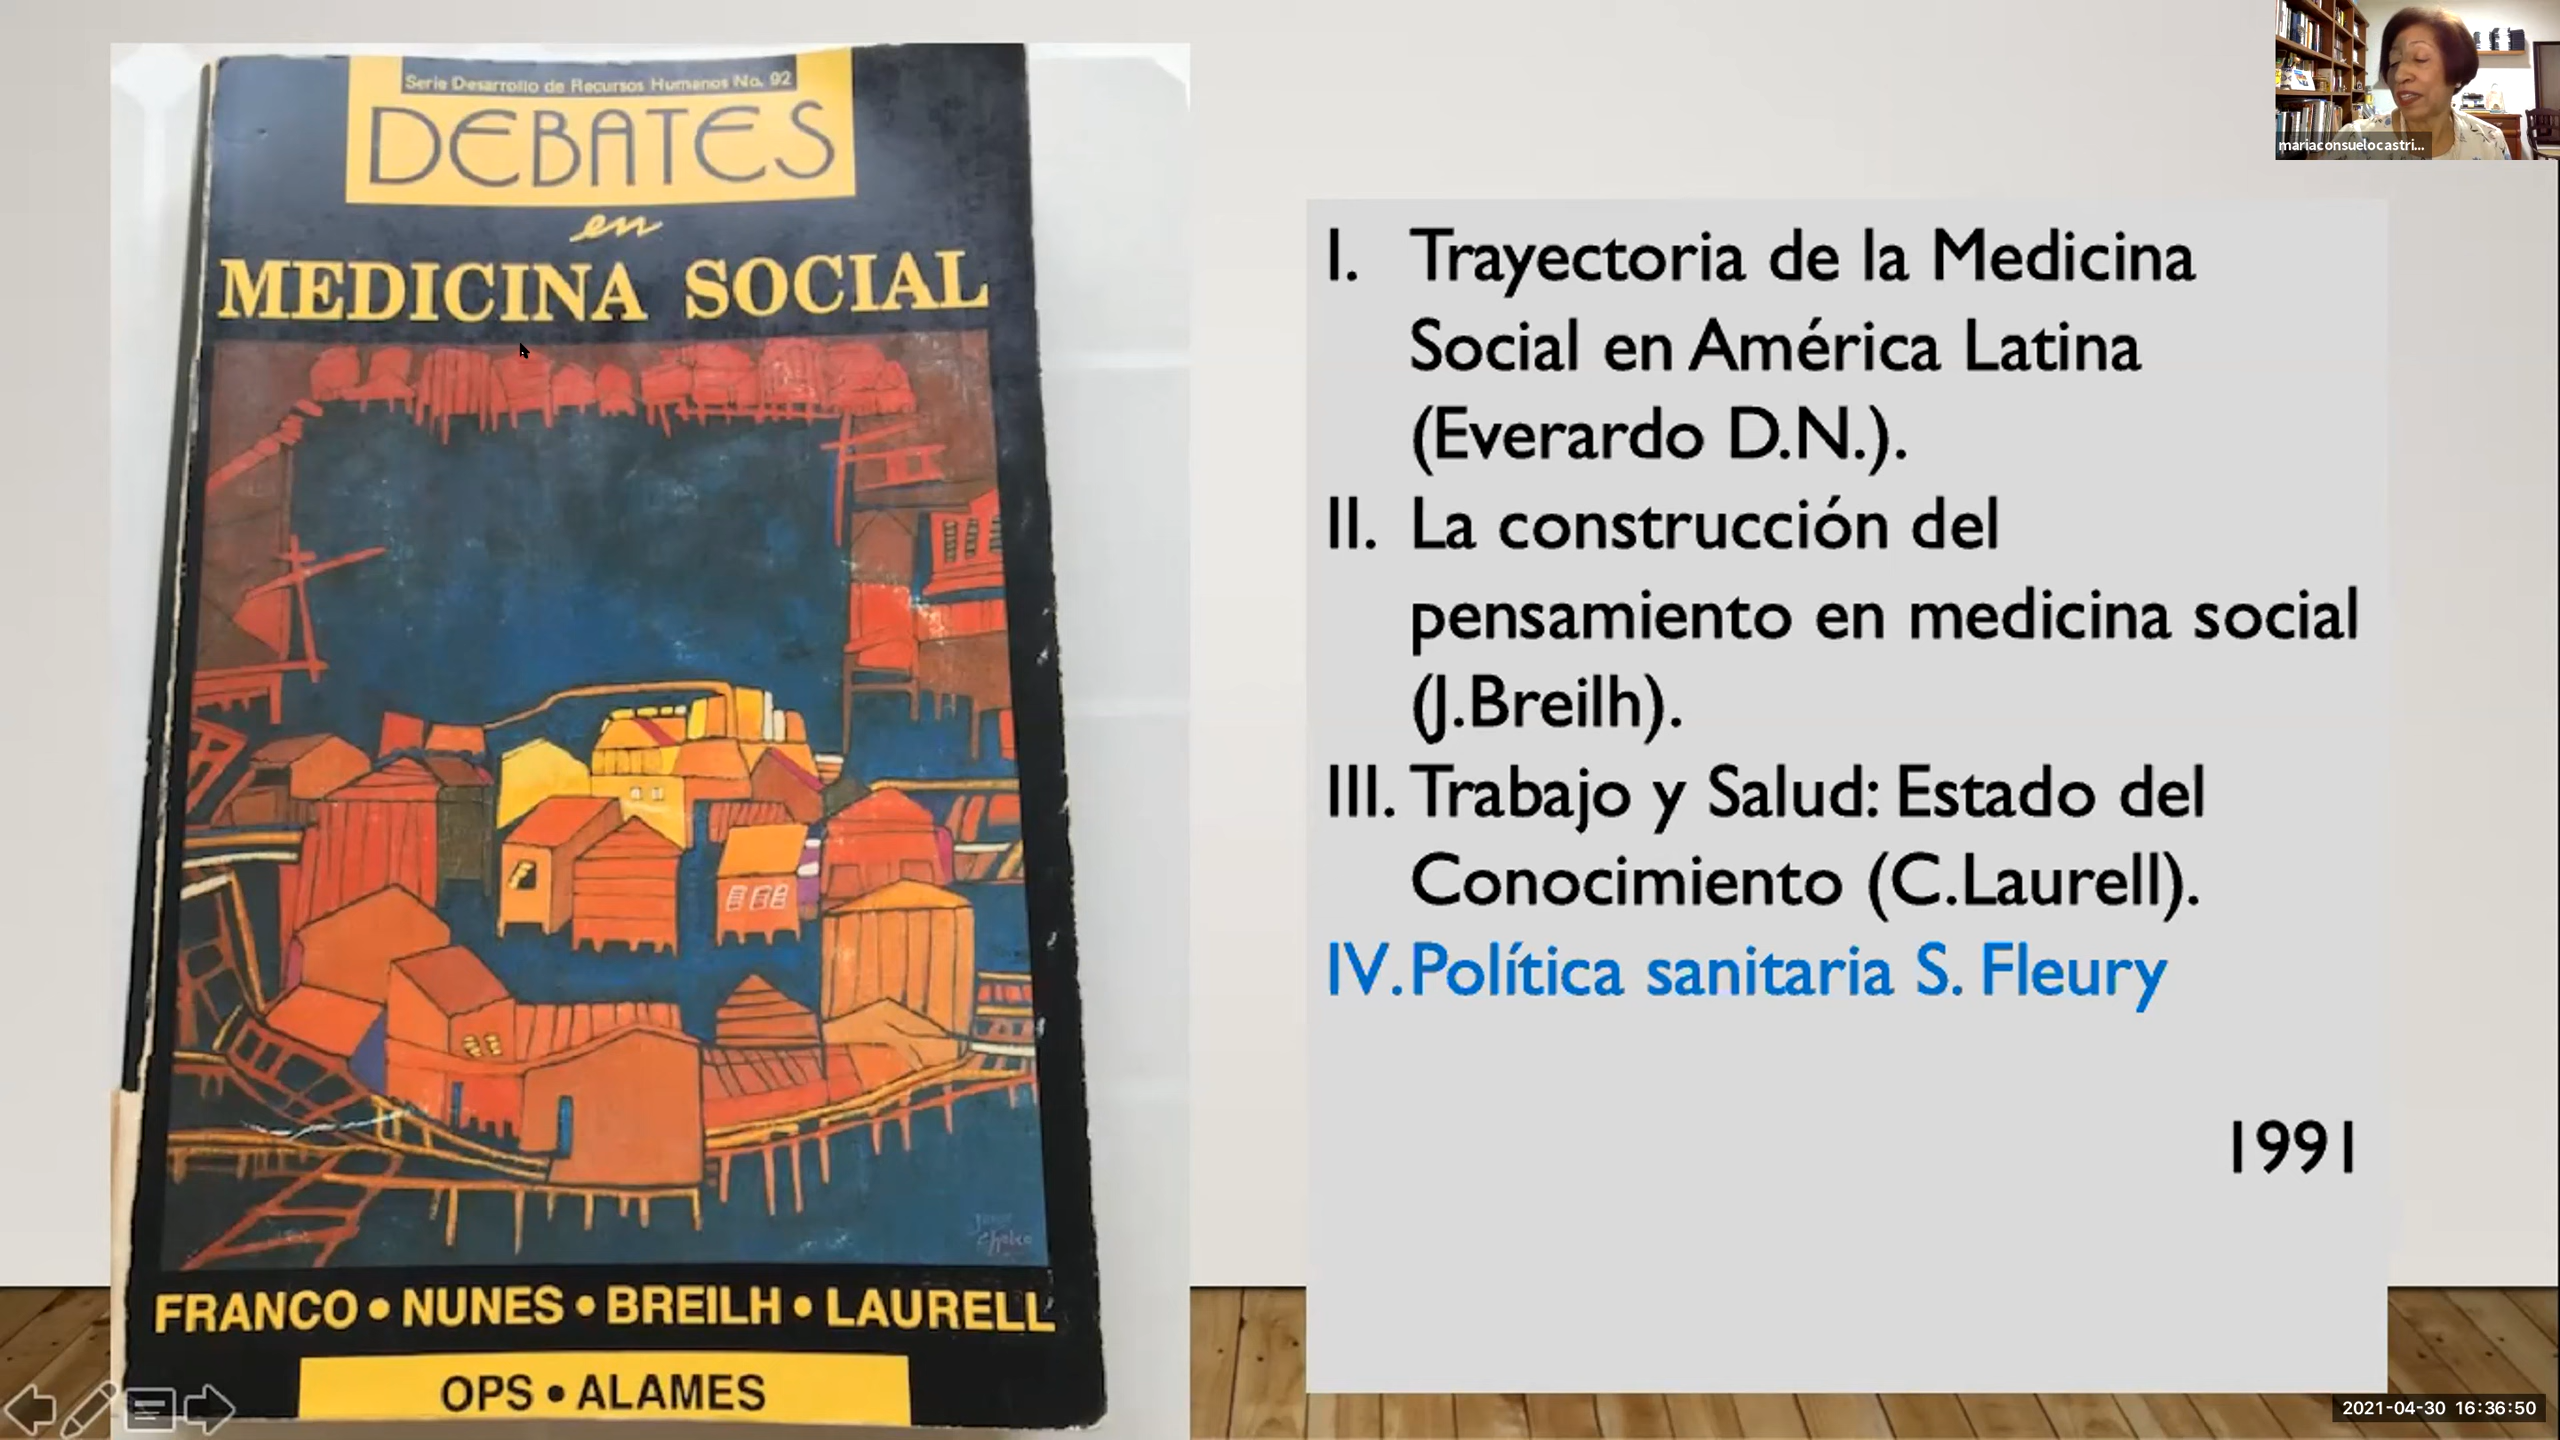 Serie Desarrollo de Recursos Humanos No. 92
DEBATES
en
MEDICINA SOCIAL
FRANCO • NUNES • BREILH • LAURELL
OPS • ALAMES
mariaconsuelocastri...
I. Trayectoria de la Medicina
Social en América Latina
(Everardo D.N.).
II. La construcción del
pensamiento en medicina social
(J.Breilh).
III. Trabajo y Salud: Estado del
Conocimiento (C.Laurell).
IV. Política sanitaria S. Fleury
1991
2021-04-30 16:36:50